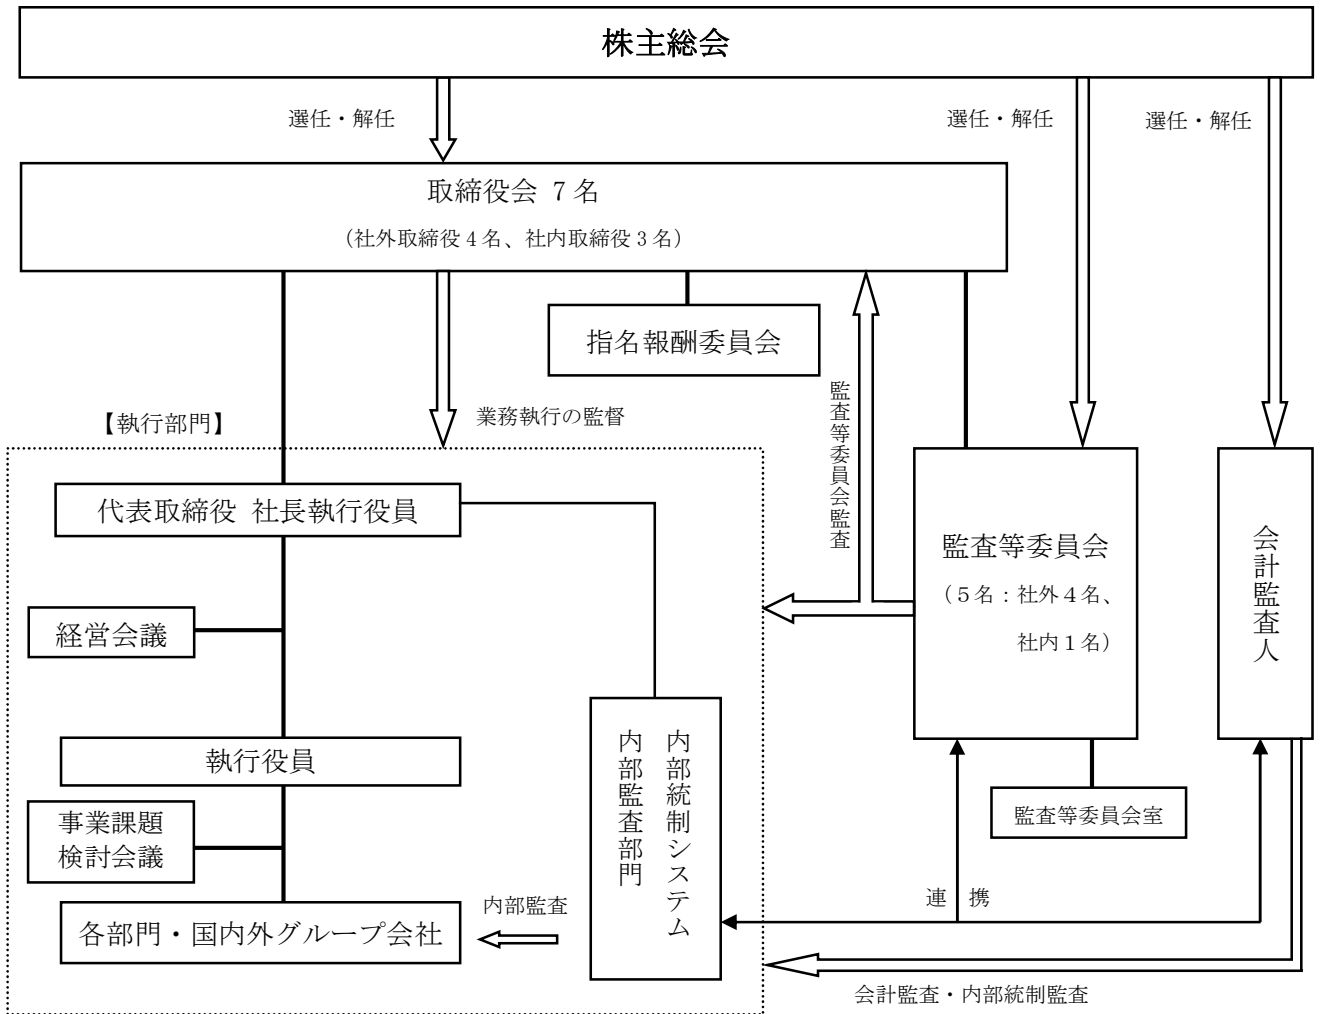 株主総会
選任・解任
選任・解任
選任・解任
取締役会 7名
（社外取締役4名、社内取締役3名）
指名報酬委員会
監査等委員会監査
【執行部門】
業務執行の監督
代表取締役 社長執行役員
監査等委員会
（5名：社外4名、
社内1名）
会計監査人
経営会議
執行役員
内部統制システム
内部監査部門
事業課題
検討会議
監査等委員会室
各部門・国内外グループ会社
内部監査
連 携
会計監査・内部統制監査